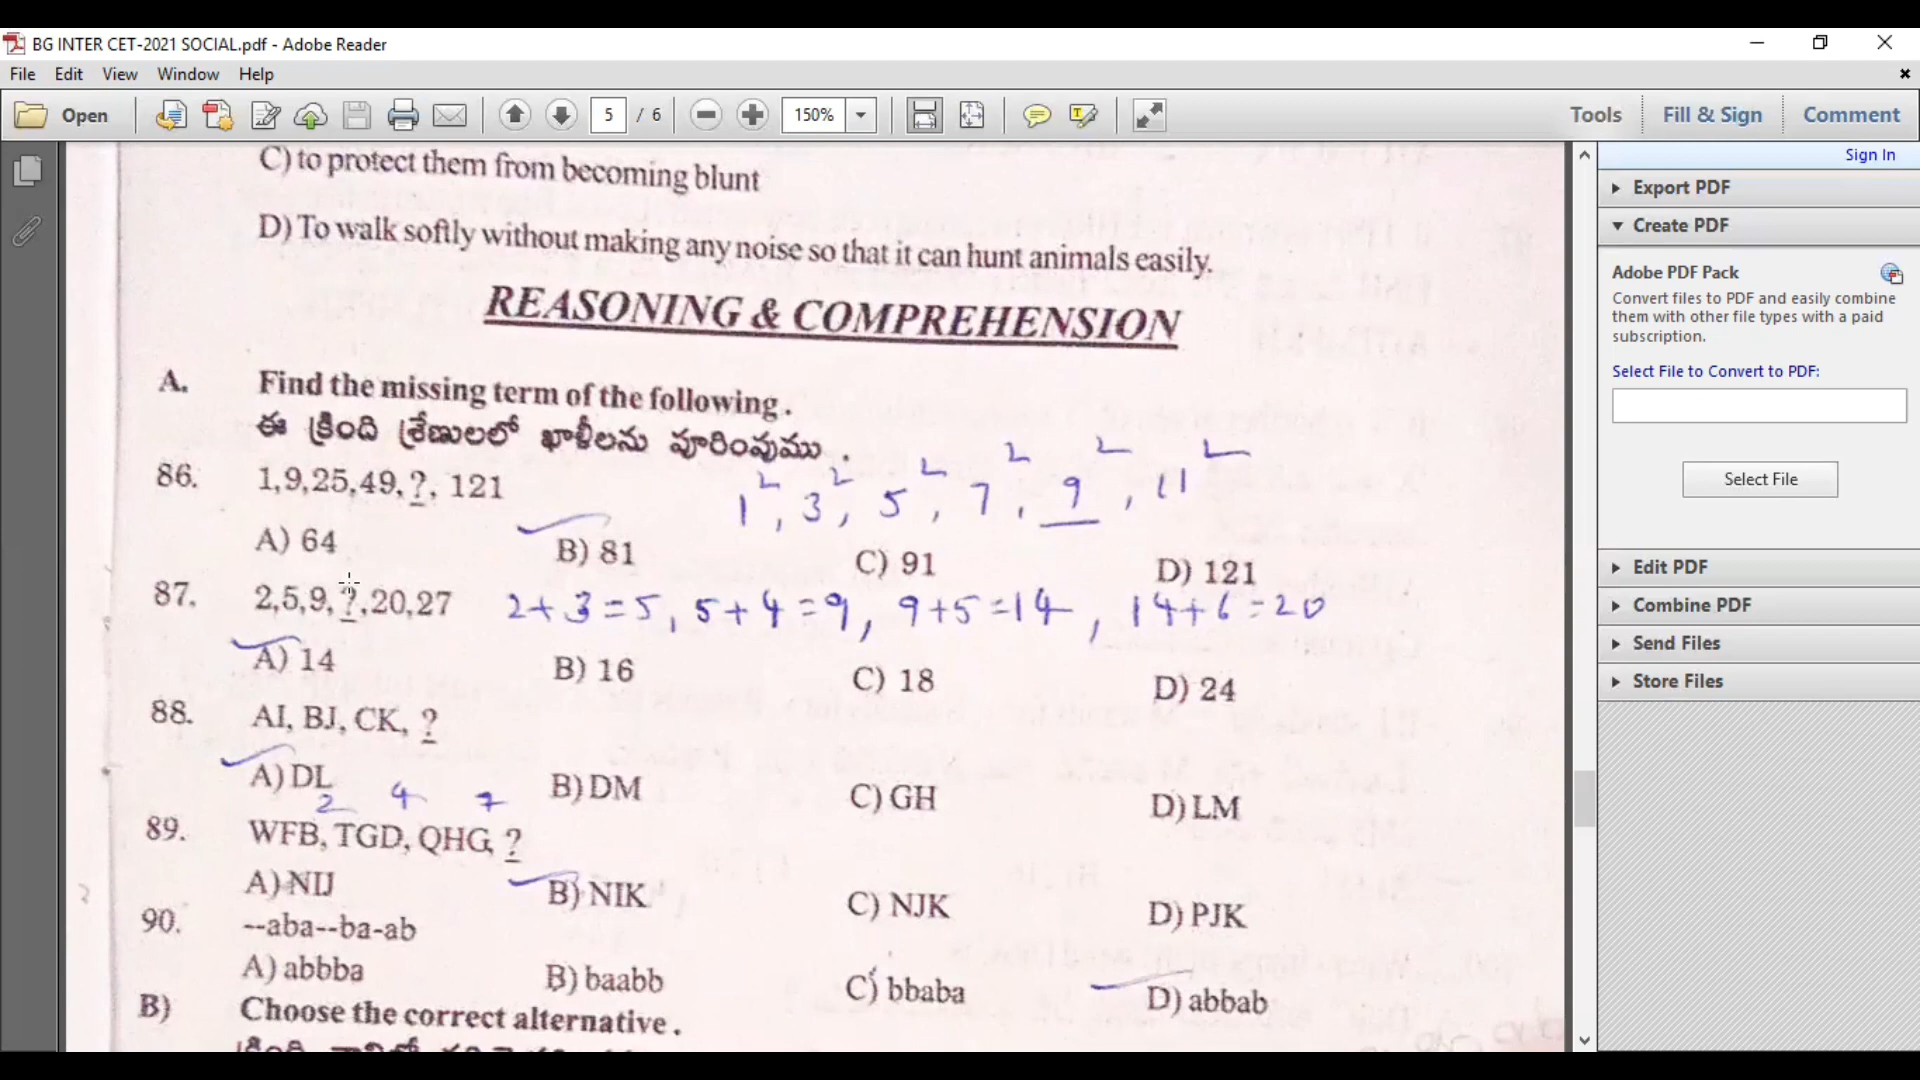 BG INTER CET-2021 SOCIAL.pdf - Adobe Reader
File Edit View Window Help
Open 5 / 6 150% Tools Fill & Sign Comment
Sign In
C) to protect them from becoming blunt
D) To walk softly without making any noise so that it can hunt animals easily.
REASONING & COMPREHENSION
A. Find the missing term of the following .
ఈ క్రింది శ్రేణులలో ఖాళీలను పూరింపుము .
86. 1,9,25,49,?, 121 1², 3², 5², 7², 9², 11²
A) 64 B) 81 C) 91 D) 121
87. 2,5,9,?,20,27 2+3=5, 5+4=9, 9+5=14, 14+6=20
A) 14 B) 16 C) 18 D) 24
88. AI, BJ, CK, ?
A) DL B) DM C) GH D) LM
2 4 7
89. WFB, TGD, QHG, ?
A) NIJ B) NIK C) NJK D) PJK
90. --aba--ba-ab
A) abbba B) baabb C) bbaba D) abbab
B) Choose the correct alternative .
Export PDF
Create PDF
Adobe PDF Pack
Convert files to PDF and easily combine
them with other file types with a paid
subscription.
Select File to Convert to PDF:
Select File
Edit PDF
Combine PDF
Send Files
Store Files